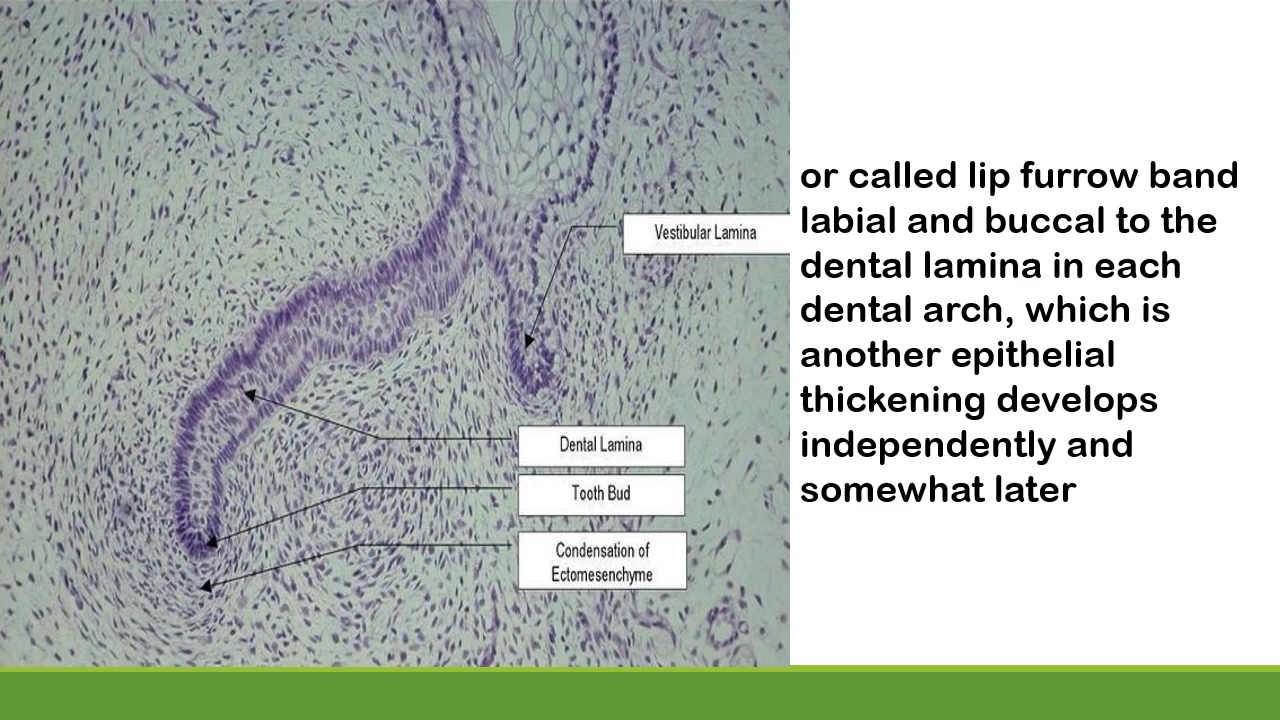 or called lip furrow band
labial and buccal to the
dental lamina in each
dental arch, which is
another epithelial
thickening develops
independently and
somewhat later
Vestibular Lamina
Dental Lamina
Tooth Bud
Condensation of
Ectomesenchyme